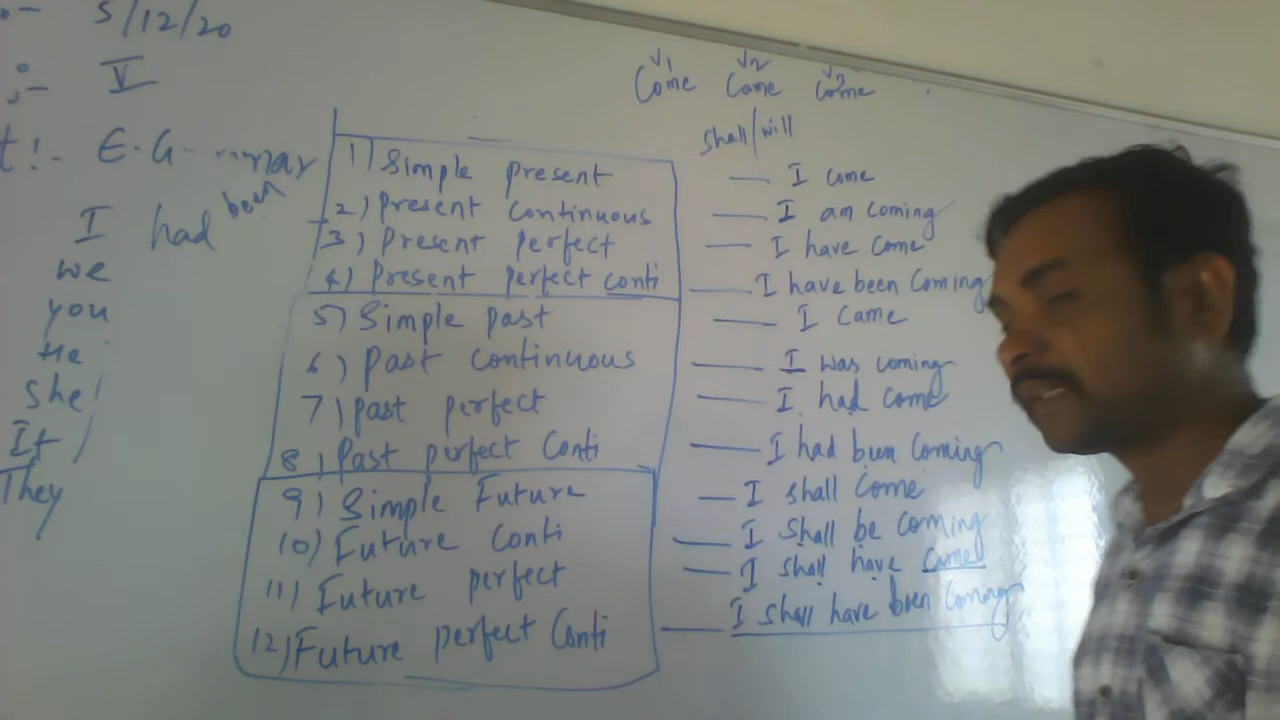 :- 5/12/20
:- V
t :- E.G
V1 V2 V3
Come Came Come
shall/will
I had been
we
you
He
She
It
They
1) Simple present — I come
2) Present continuous — I am coming
3) Present perfect — I have come
4) Present perfect conti — I have been coming
5) Simple past — I came
6) Past continuous — I was coming
7) Past perfect — I had come
8) Past perfect Conti — I had been coming
9) Simple Future — I shall come
10) Future Conti — I shall be coming
11) Future perfect — I shall have came
12) Future perfect Conti — I shall have been coming